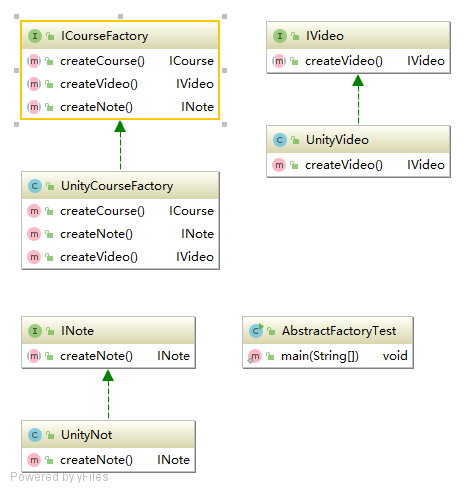 ICourseFactory
createCourse() ICourse
createVideo() IVideo
createNote() INote
IVideo
createVideo() IVideo
UnityVideo
createVideo() IVideo
UnityCourseFactory
createCourse() ICourse
createNote() INote
createVideo() IVideo
INote
createNote() INote
AbstractFactoryTest
main(String[]) void
UnityNot
createNote() INote
Powered by yFiles